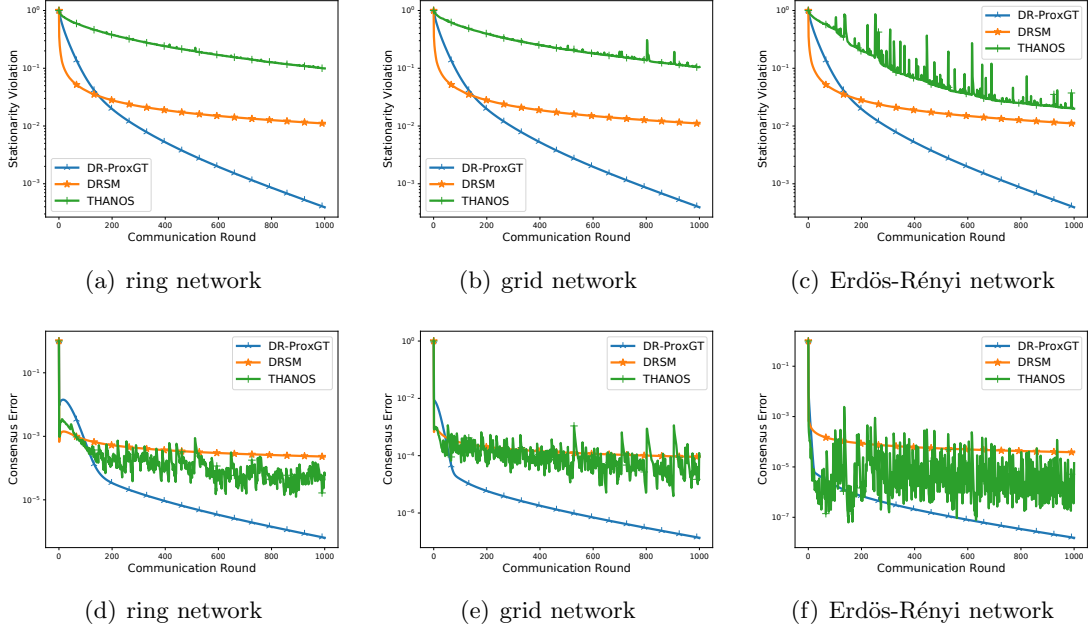 Stationarity Violation
10⁰
10⁻¹
10⁻²
10⁻³
DR-ProxGT
DRSM
THANOS
0 200 400 600 800 1000
Communication Round
(a) ring network
Stationarity Violation
10⁰
10⁻¹
10⁻²
10⁻³
DR-ProxGT
DRSM
THANOS
0 200 400 600 800 1000
Communication Round
(b) grid network
Stationarity Violation
10⁰
10⁻¹
10⁻²
10⁻³
DR-ProxGT
DRSM
THANOS
0 200 400 600 800 1000
Communication Round
(c) Erdös-Rényi network
Consensus Error
10⁻¹
10⁻³
10⁻⁵
DR-ProxGT
DRSM
THANOS
0 200 400 600 800 1000
Communication Round
(d) ring network
Consensus Error
10⁰
10⁻²
10⁻⁴
10⁻⁶
DR-ProxGT
DRSM
THANOS
0 200 400 600 800 1000
Communication Round
(e) grid network
Consensus Error
10⁻¹
10⁻³
10⁻⁵
10⁻⁷
DR-ProxGT
DRSM
THANOS
0 200 400 600 800 1000
Communication Round
(f) Erdös-Rényi network